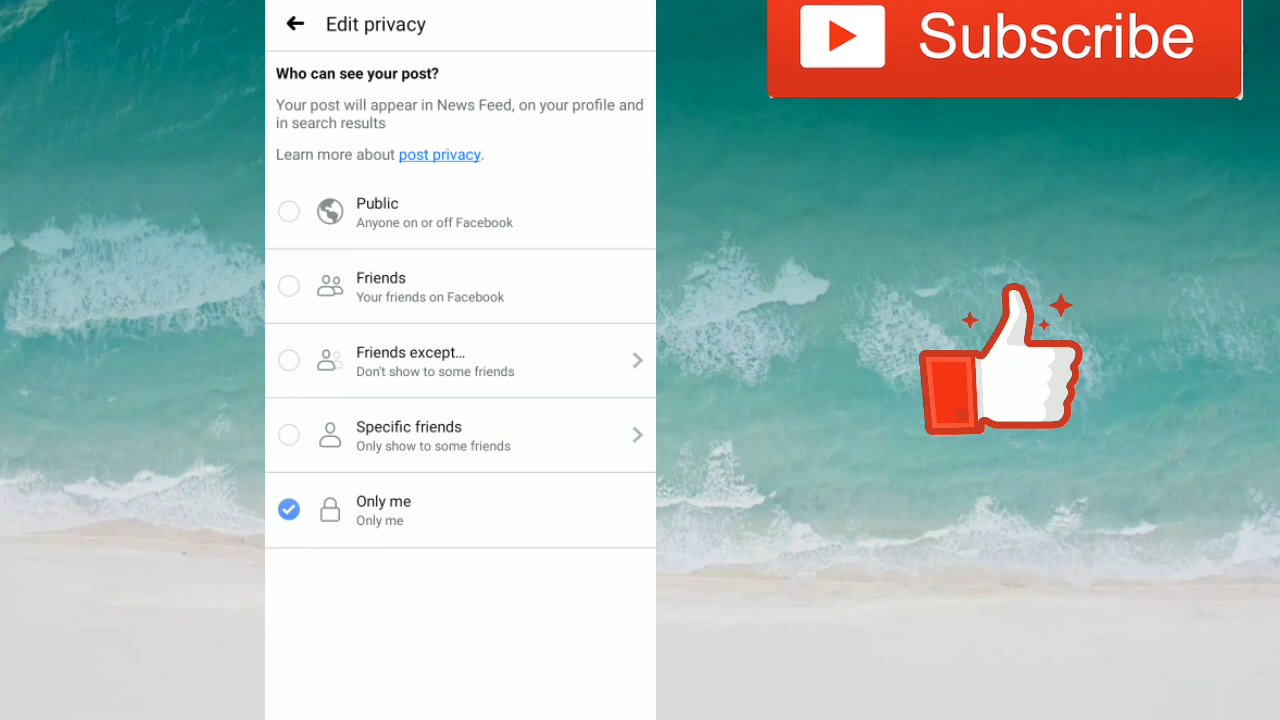 Edit privacy
Who can see your post?
Your post will appear in News Feed, on your profile and
in search results
Learn more about post privacy.
Public
Anyone on or off Facebook
Friends
Your friends on Facebook
Friends except...
Don't show to some friends
Specific friends
Only show to some friends
Only me
Only me
Subscribe